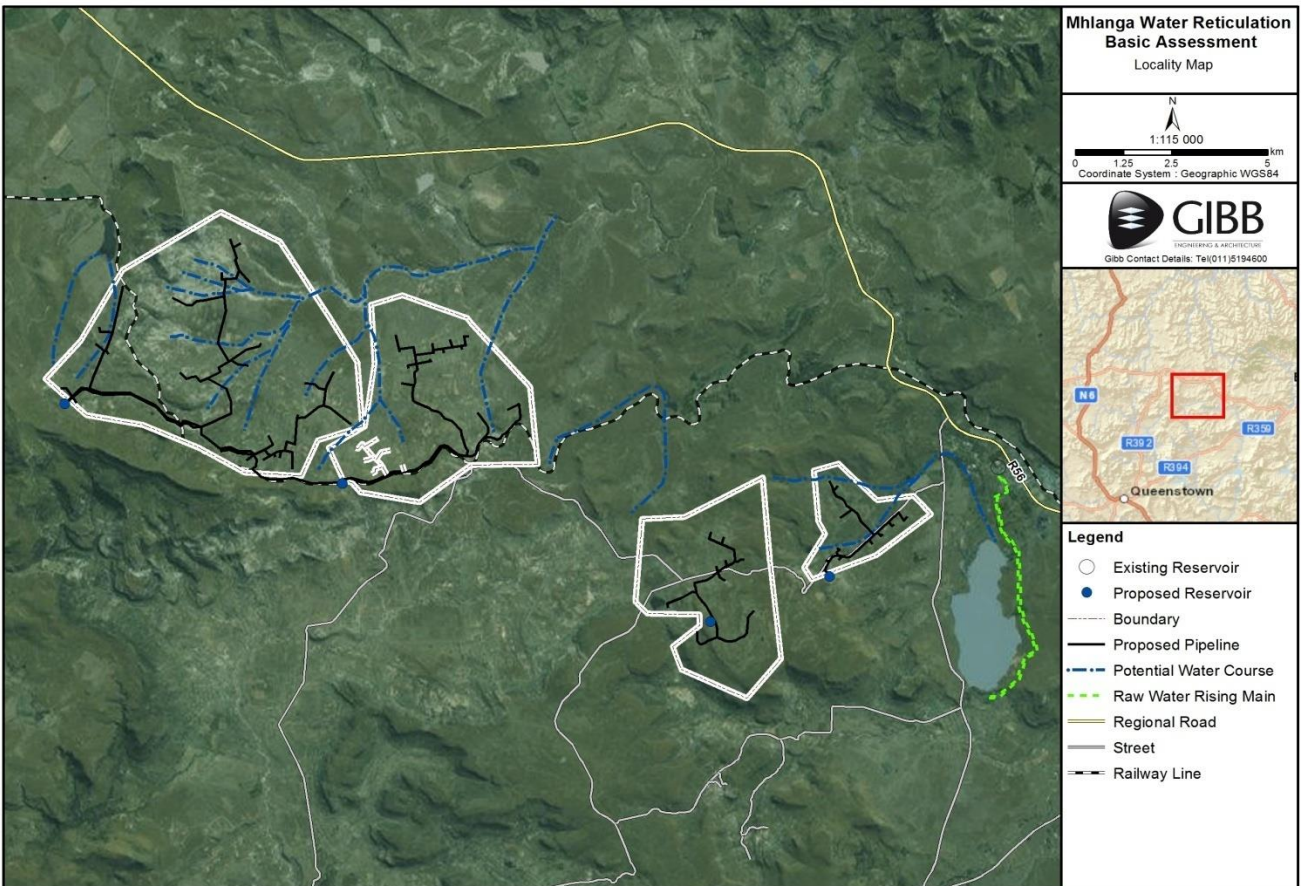 Mhlanga Water Reticulation
Basic Assessment
Locality Map
N
1:115 000
km
0 1.25 2.5 5
Coordinate System : Geographic WGS84
GIBB
ENGINEERING & ARCHITECTURE
Gibb Contact Details: Tel(011)5194600
N6
R392
R359
R394
Queenstown
R56
Legend
Existing Reservoir
Proposed Reservoir
Boundary
Proposed Pipeline
Potential Water Course
Raw Water Rising Main
Regional Road
Street
Railway Line